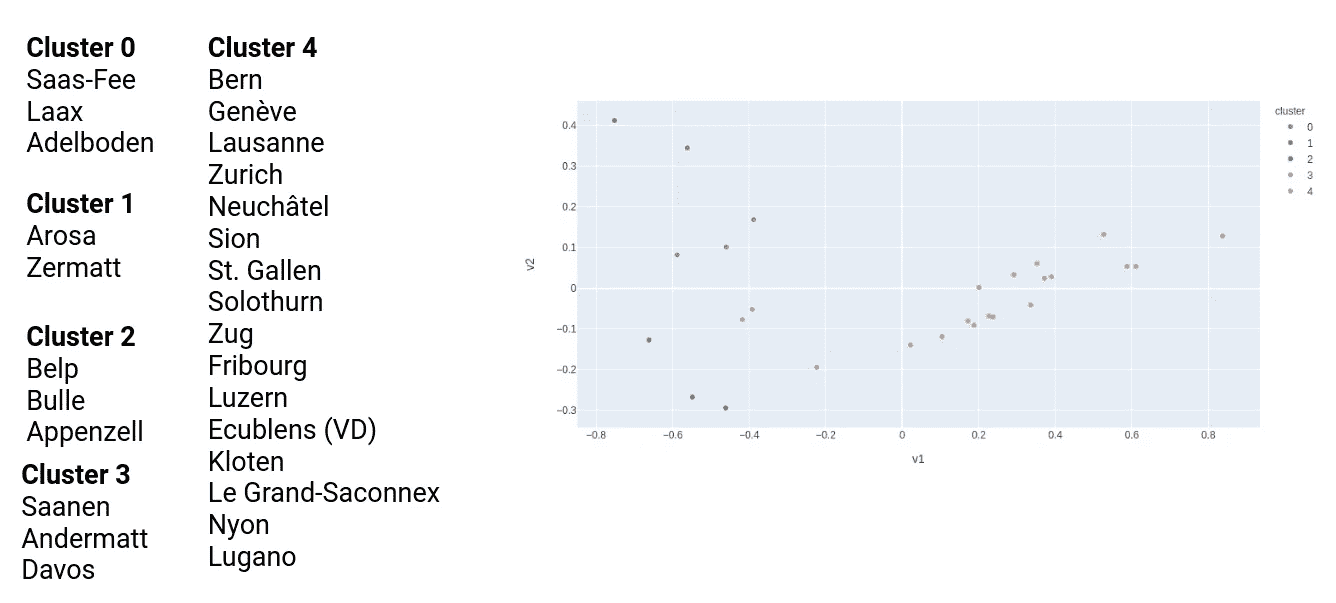 Cluster 0
Saas-Fee
Laax
Adelboden
Cluster 1
Arosa
Zermatt
Cluster 2
Belp
Bulle
Appenzell
Cluster 3
Saanen
Andermatt
Davos
Cluster 4
Bern
Genève
Lausanne
Zurich
Neuchâtel
Sion
St. Gallen
Solothurn
Zug
Fribourg
Luzern
Ecublens (VD)
Kloten
Le Grand-Saconnex
Nyon
Lugano
0.4
0.3
0.2
0.1
0
−0.1
−0.2
−0.3
v2
−0.8 −0.6 −0.4 −0.2 0 0.2 0.4 0.6 0.8
v1
cluster
0
1
2
3
4